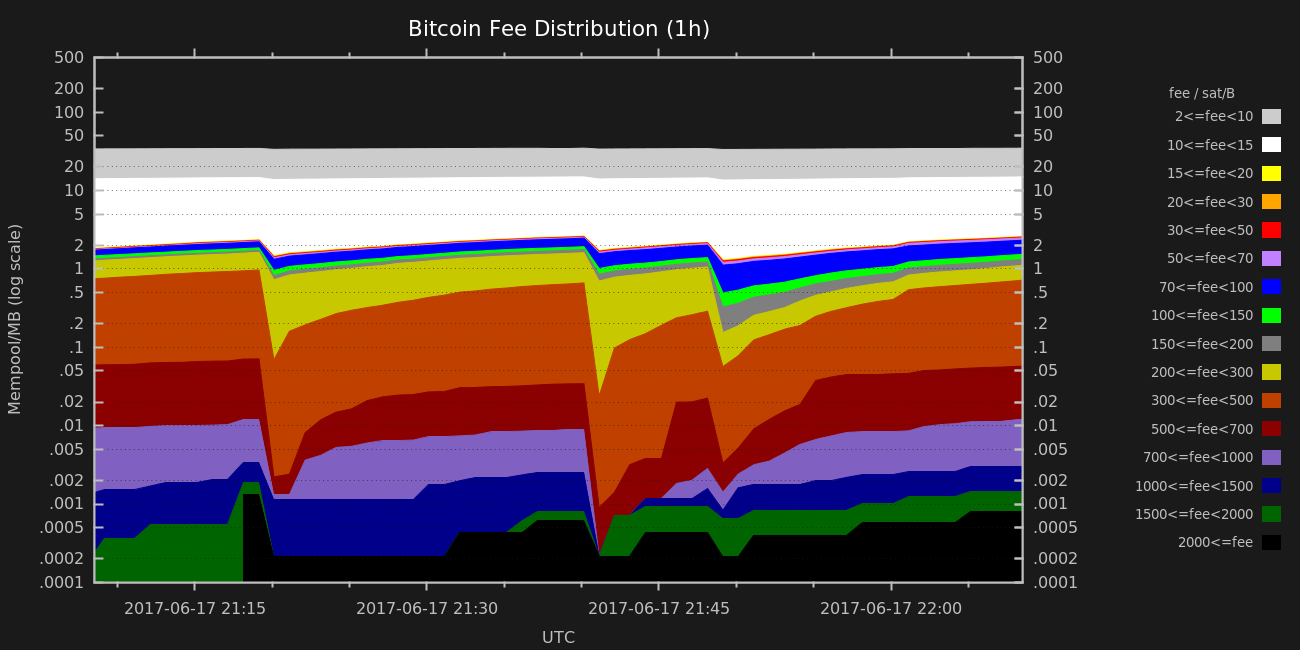 Bitcoin Fee Distribution (1h)
500
200
100
50
20
10
5
2
1
.5
.2
.1
.05
.02
.01
.005
.002
.001
.0005
.0002
.0001
500
200
100
50
20
10
5
2
1
.5
.2
.1
.05
.02
.01
.005
.002
.001
.0005
.0002
.0001
Mempool/MB (log scale)
2017-06-17 21:15
2017-06-17 21:30
2017-06-17 21:45
2017-06-17 22:00
UTC
fee / sat/B
2<=fee<10
10<=fee<15
15<=fee<20
20<=fee<30
30<=fee<50
50<=fee<70
70<=fee<100
100<=fee<150
150<=fee<200
200<=fee<300
300<=fee<500
500<=fee<700
700<=fee<1000
1000<=fee<1500
1500<=fee<2000
2000<=fee